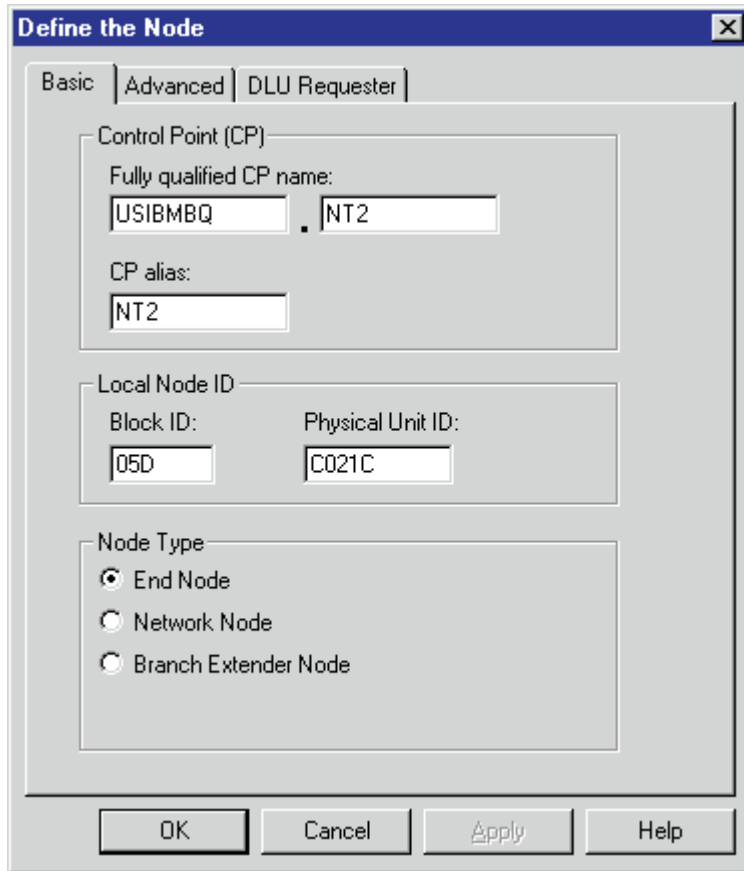 Define the Node
Basic Advanced DLU Requester
Control Point (CP)
Fully qualified CP name:
USIBMBQ . NT2
CP alias:
NT2
Local Node ID
Block ID: Physical Unit ID:
05D C021C
Node Type
End Node
Network Node
Branch Extender Node
OK Cancel Apply Help